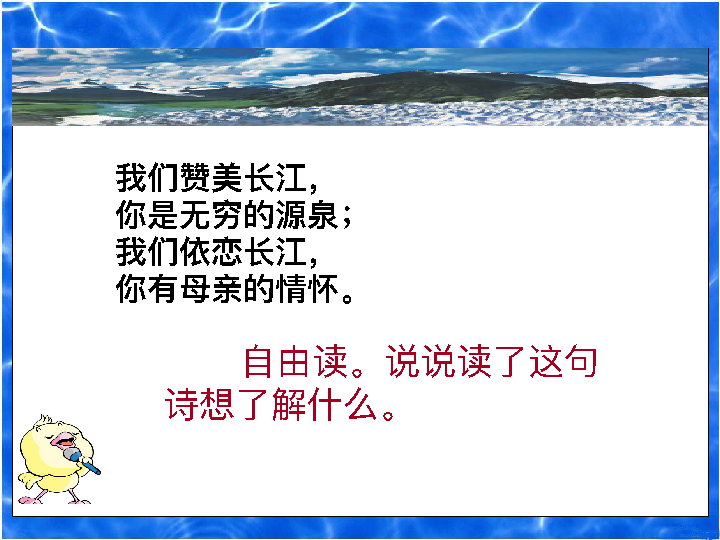 我们赞美长江，
你是无穷的源泉；
我们依恋长江，
你有母亲的情怀。
自由读。说说读了这句
诗想了解什么。